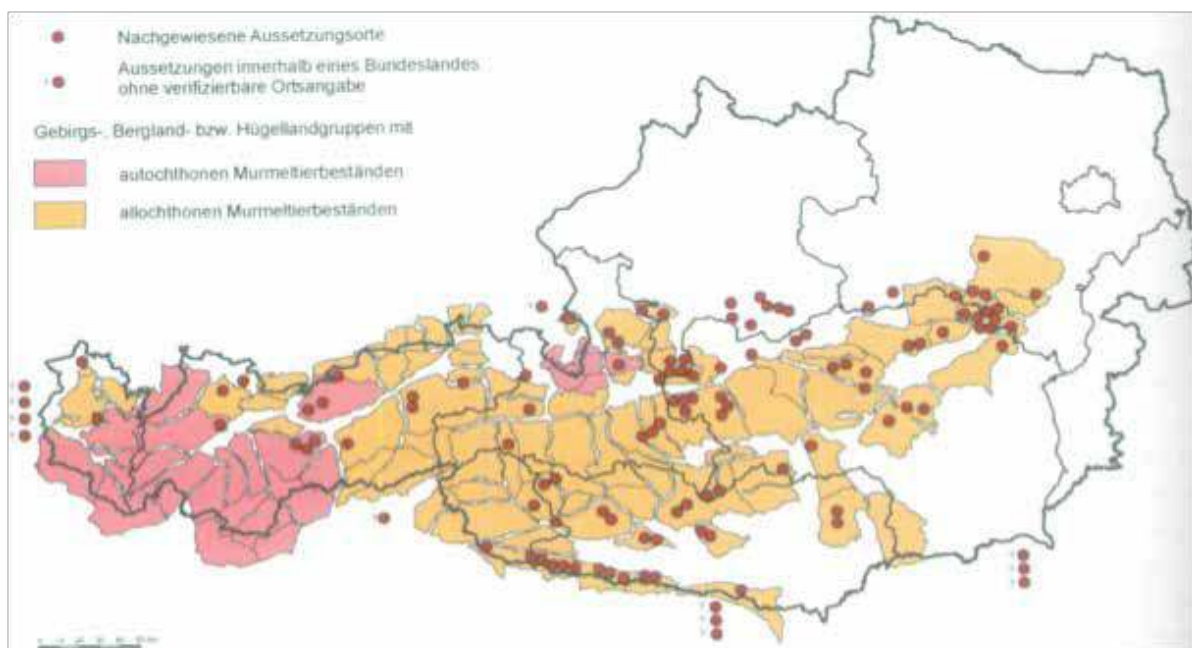 Nachgewiesene Aussetzungsorte
Aussetzungen innerhalb eines Bundeslandes
ohne verifizierbare Ortsangabe
Gebirgs-, Bergland- bzw. Hügellandgruppen mit
autochthonen Murmeltierbeständen
allochthonen Murmeltierbeständen